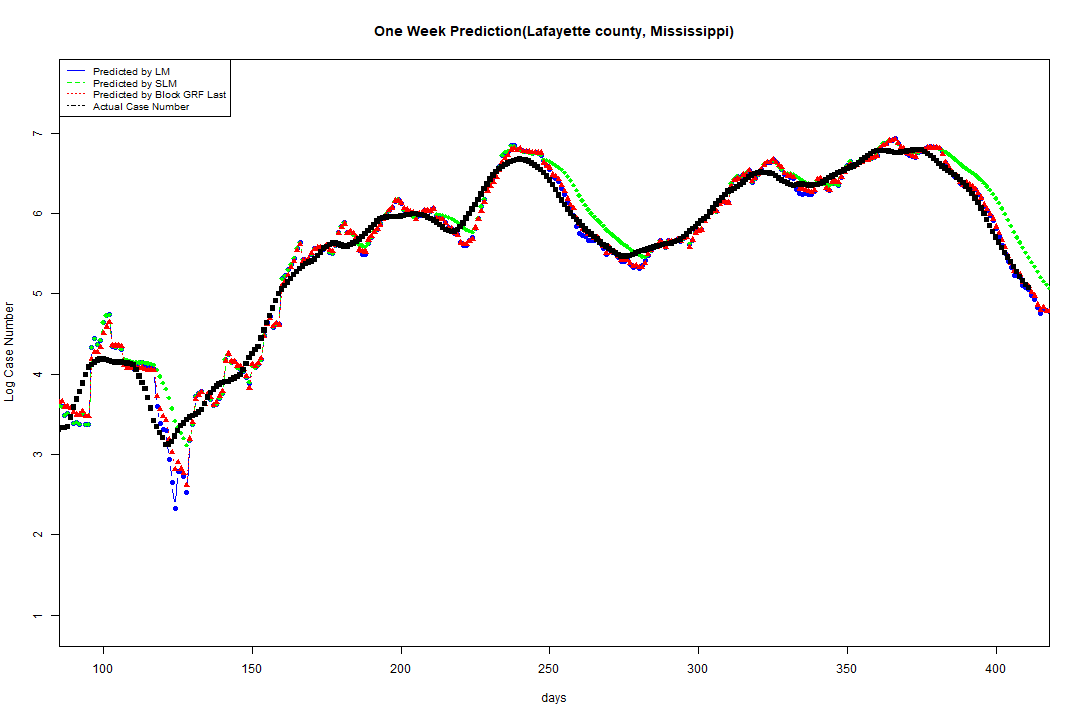 One Week Prediction(Lafayette county, Mississippi)
Predicted by LM
Predicted by SLM
Predicted by Block GRF Last
Actual Case Number
Log Case Number
7
6
5
4
3
2
1
100 150 200 250 300 350 400
days